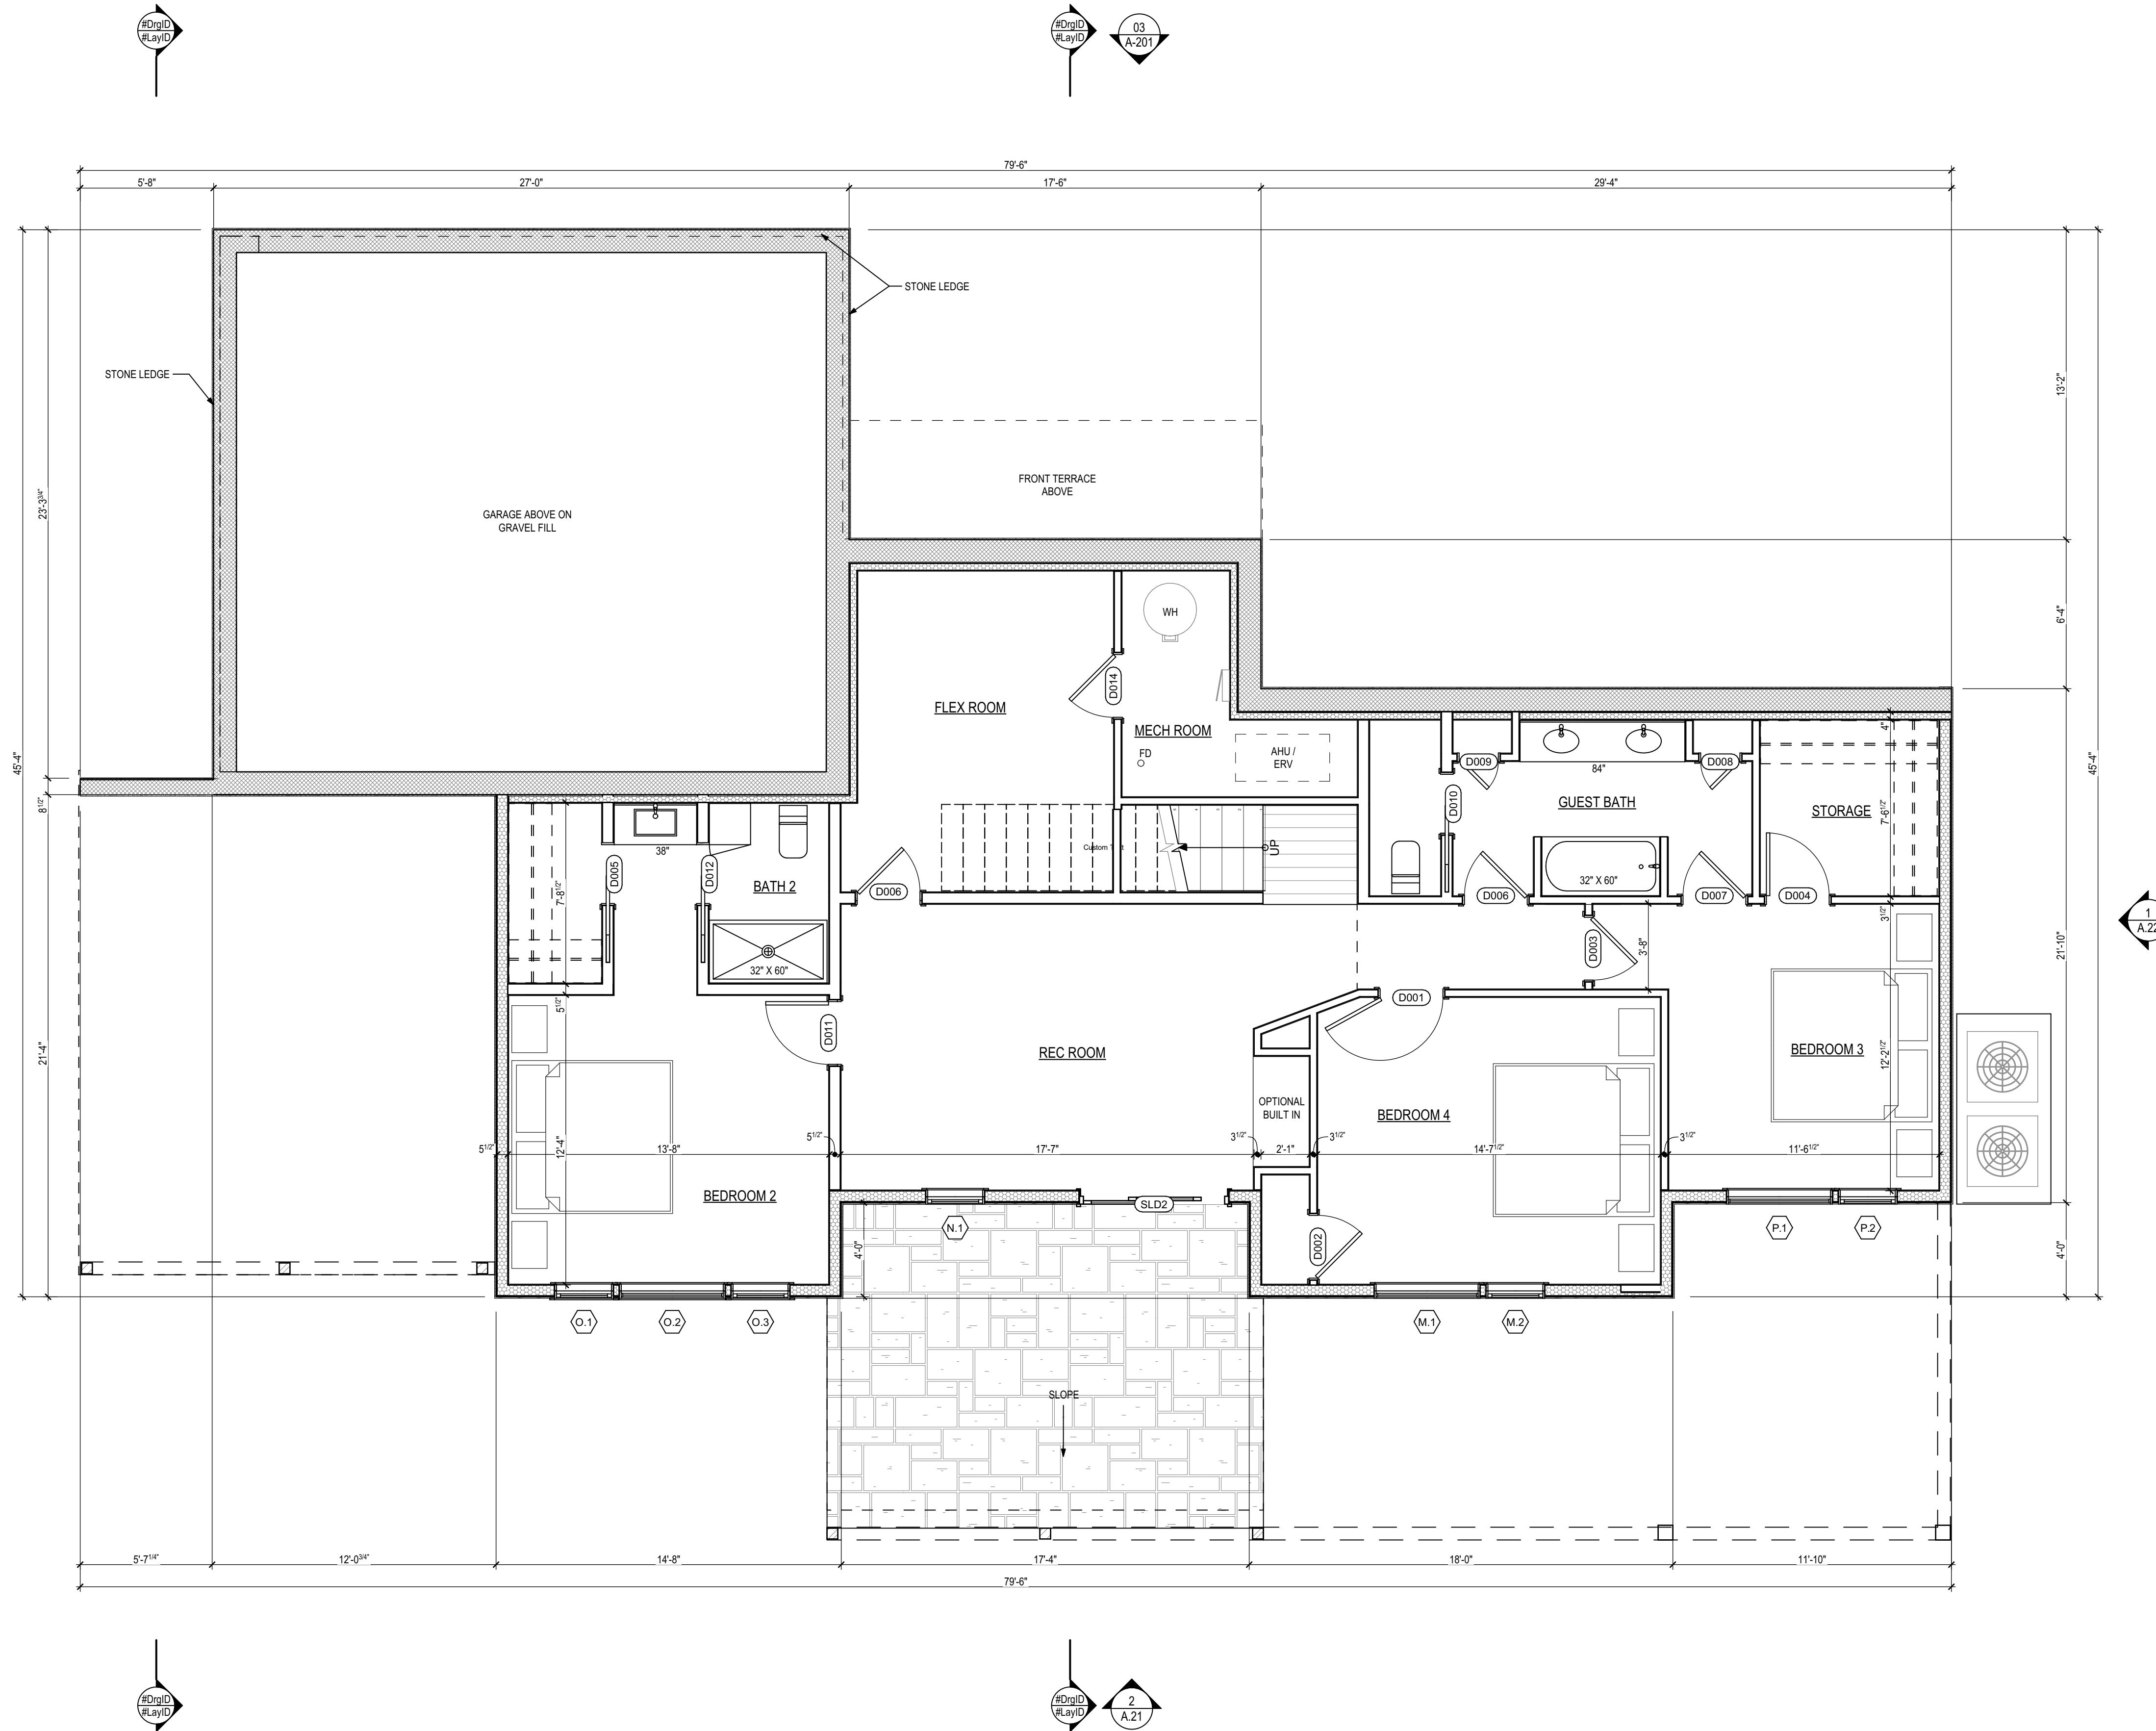 #DrgID
#LayID
#DrgID
#LayID
03
A-201
79'-6"
5'-8"
27'-0"
17'-6"
29'-4"
STONE LEDGE
STONE LEDGE
13'-2"
FRONT TERRACE
ABOVE
GARAGE ABOVE ON
GRAVEL FILL
23'-3 3/4"
45'-4"
8 1/2"
21'-4"
WH
D014
FLEX ROOM
MECH ROOM
FD
AHU /
ERV
6'-4"
45'-4"
4"
D009
D008
84"
D010
GUEST BATH
STORAGE
7'-6 1/2"
38"
D005
D012
BATH 2
7'-8 1/2"
D006
UP
32" X 60"
D006
D007
D004
3 1/2"
1
21'-10"
D003
3'-8"
32" X 60"
5 1/2"
D001
D011
REC ROOM
BEDROOM 3
12'-2 1/2"
OPTIONAL
BUILT IN
BEDROOM 4
5 1/2"
12'-4"
13'-8"
5 1/2"
17'-7"
3 1/2"
2'-1"
3 1/2"
14'-7 1/2"
3 1/2"
11'-6 1/2"
BEDROOM 2
SLD2
N.1
P.1
P.2
4'-0"
D002
4'-0"
O.1
O.2
O.3
M.1
M.2
SLOPE
5'-7 1/4"
12'-0 3/4"
14'-8"
17'-4"
18'-0"
11'-10"
79'-6"
#DrgID
#LayID
#DrgID
#LayID
2
A.21